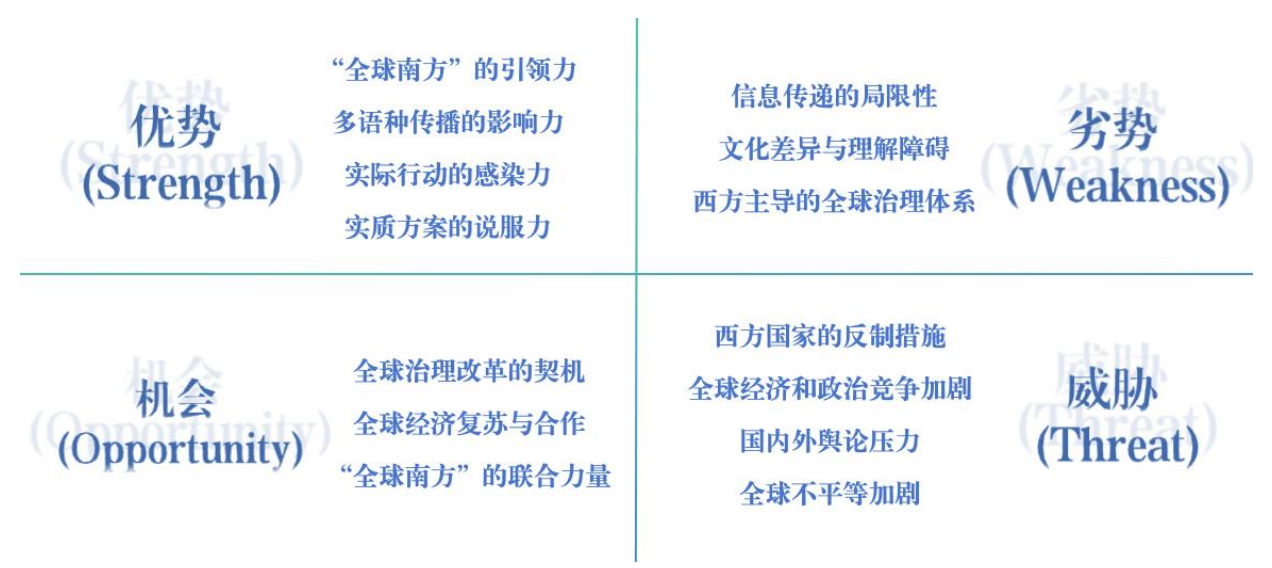 优势
(Strength)
“全球南方”的引领力
多语种传播的影响力
实际行动的感染力
实质方案的说服力
信息传递的局限性
文化差异与理解障碍
西方主导的全球治理体系
劣势
(Weakness)
机会
(Opportunity)
全球治理改革的契机
全球经济复苏与合作
“全球南方”的联合力量
西方国家的反制措施
全球经济和政治竞争加剧
国内外舆论压力
全球不平等加剧
威胁
(Threat)